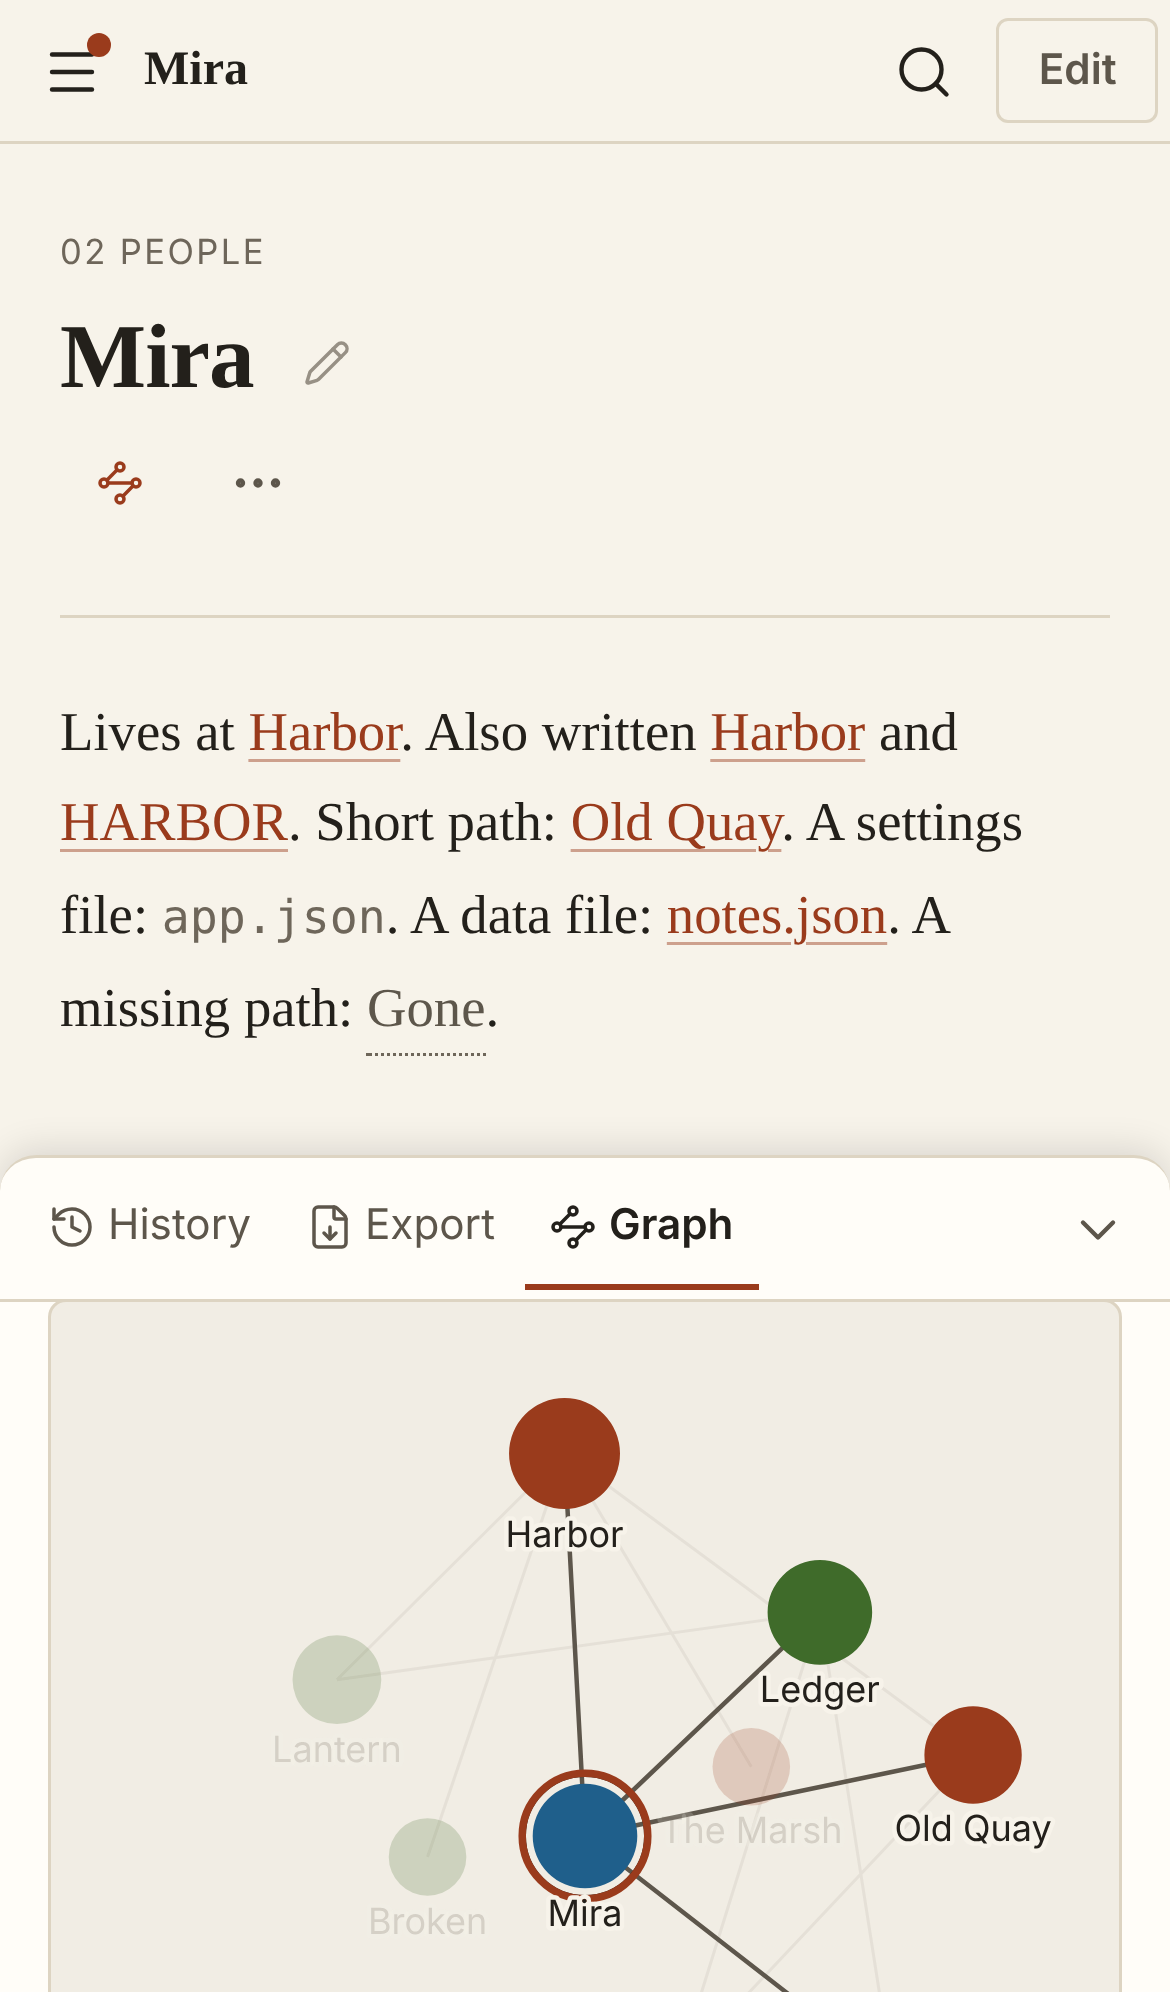 Mira
Edit
02 PEOPLE
Mira
Lives at Harbor. Also written Harbor and
HARBOR. Short path: Old Quay. A settings
file: app.json. A data file: notes.json. A
missing path: Gone.
History
Export
Graph
Harbor
Ledger
Lantern
The Marsh
Old Quay
Mira
Broken